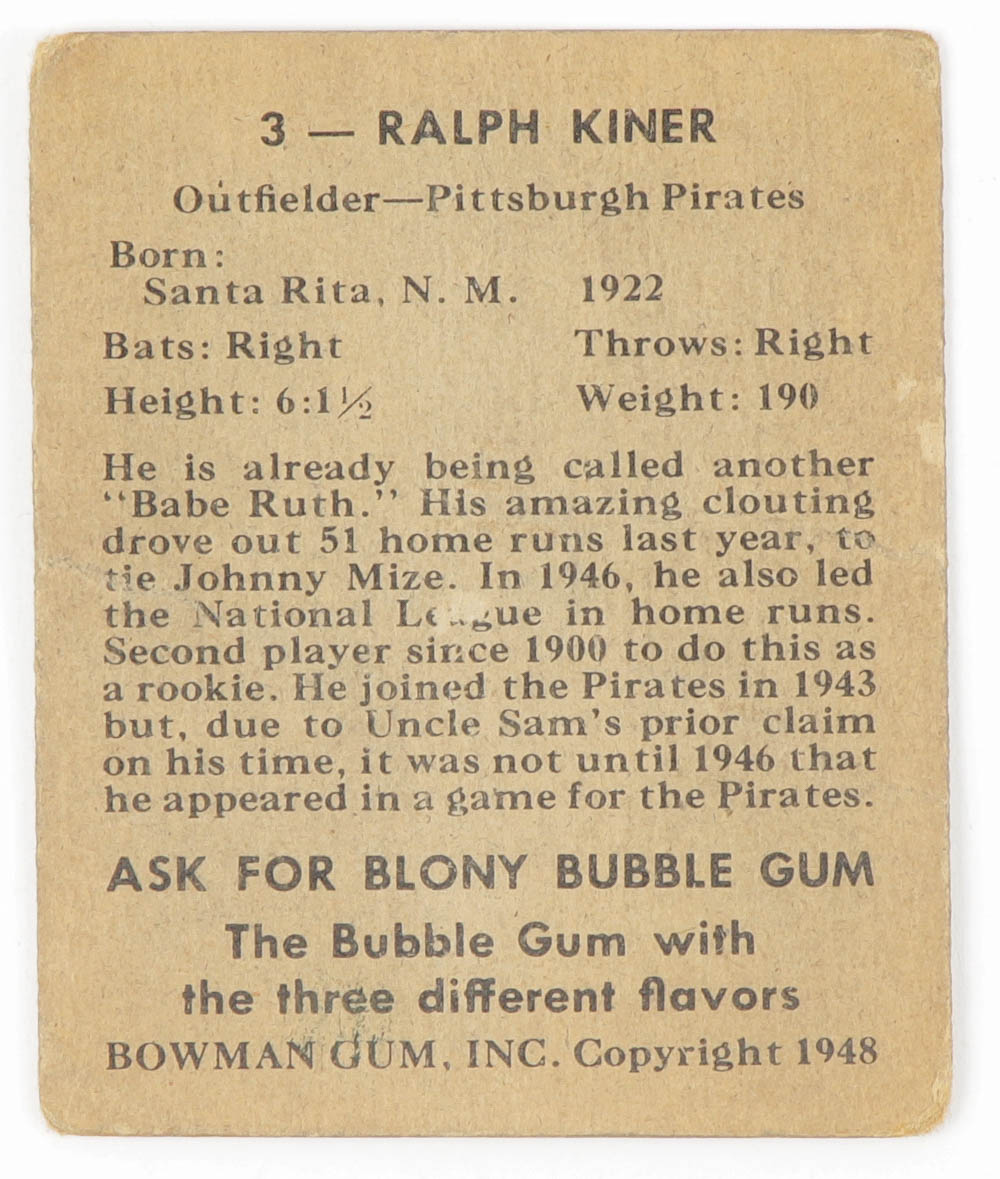 3 — RALPH KINER
Outfielder—Pittsburgh Pirates
Born:
Santa Rita, N. M. 1922
Bats: Right Throws: Right
Height: 6:1½ Weight: 190
He is already being called another
"Babe Ruth." His amazing clouting
drove out 51 home runs last year, to
tie Johnny Mize. In 1946, he also led
the National League in home runs.
Second player since 1900 to do this as
a rookie. He joined the Pirates in 1943
but, due to Uncle Sam's prior claim
on his time, it was not until 1946 that
he appeared in a game for the Pirates.
ASK FOR BLONY BUBBLE GUM
The Bubble Gum with
the three different flavors
BOWMAN GUM, INC. Copyright 1948